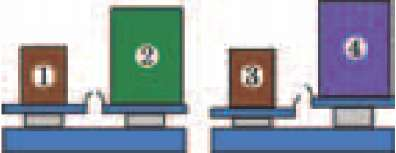 ① ② ③ ④